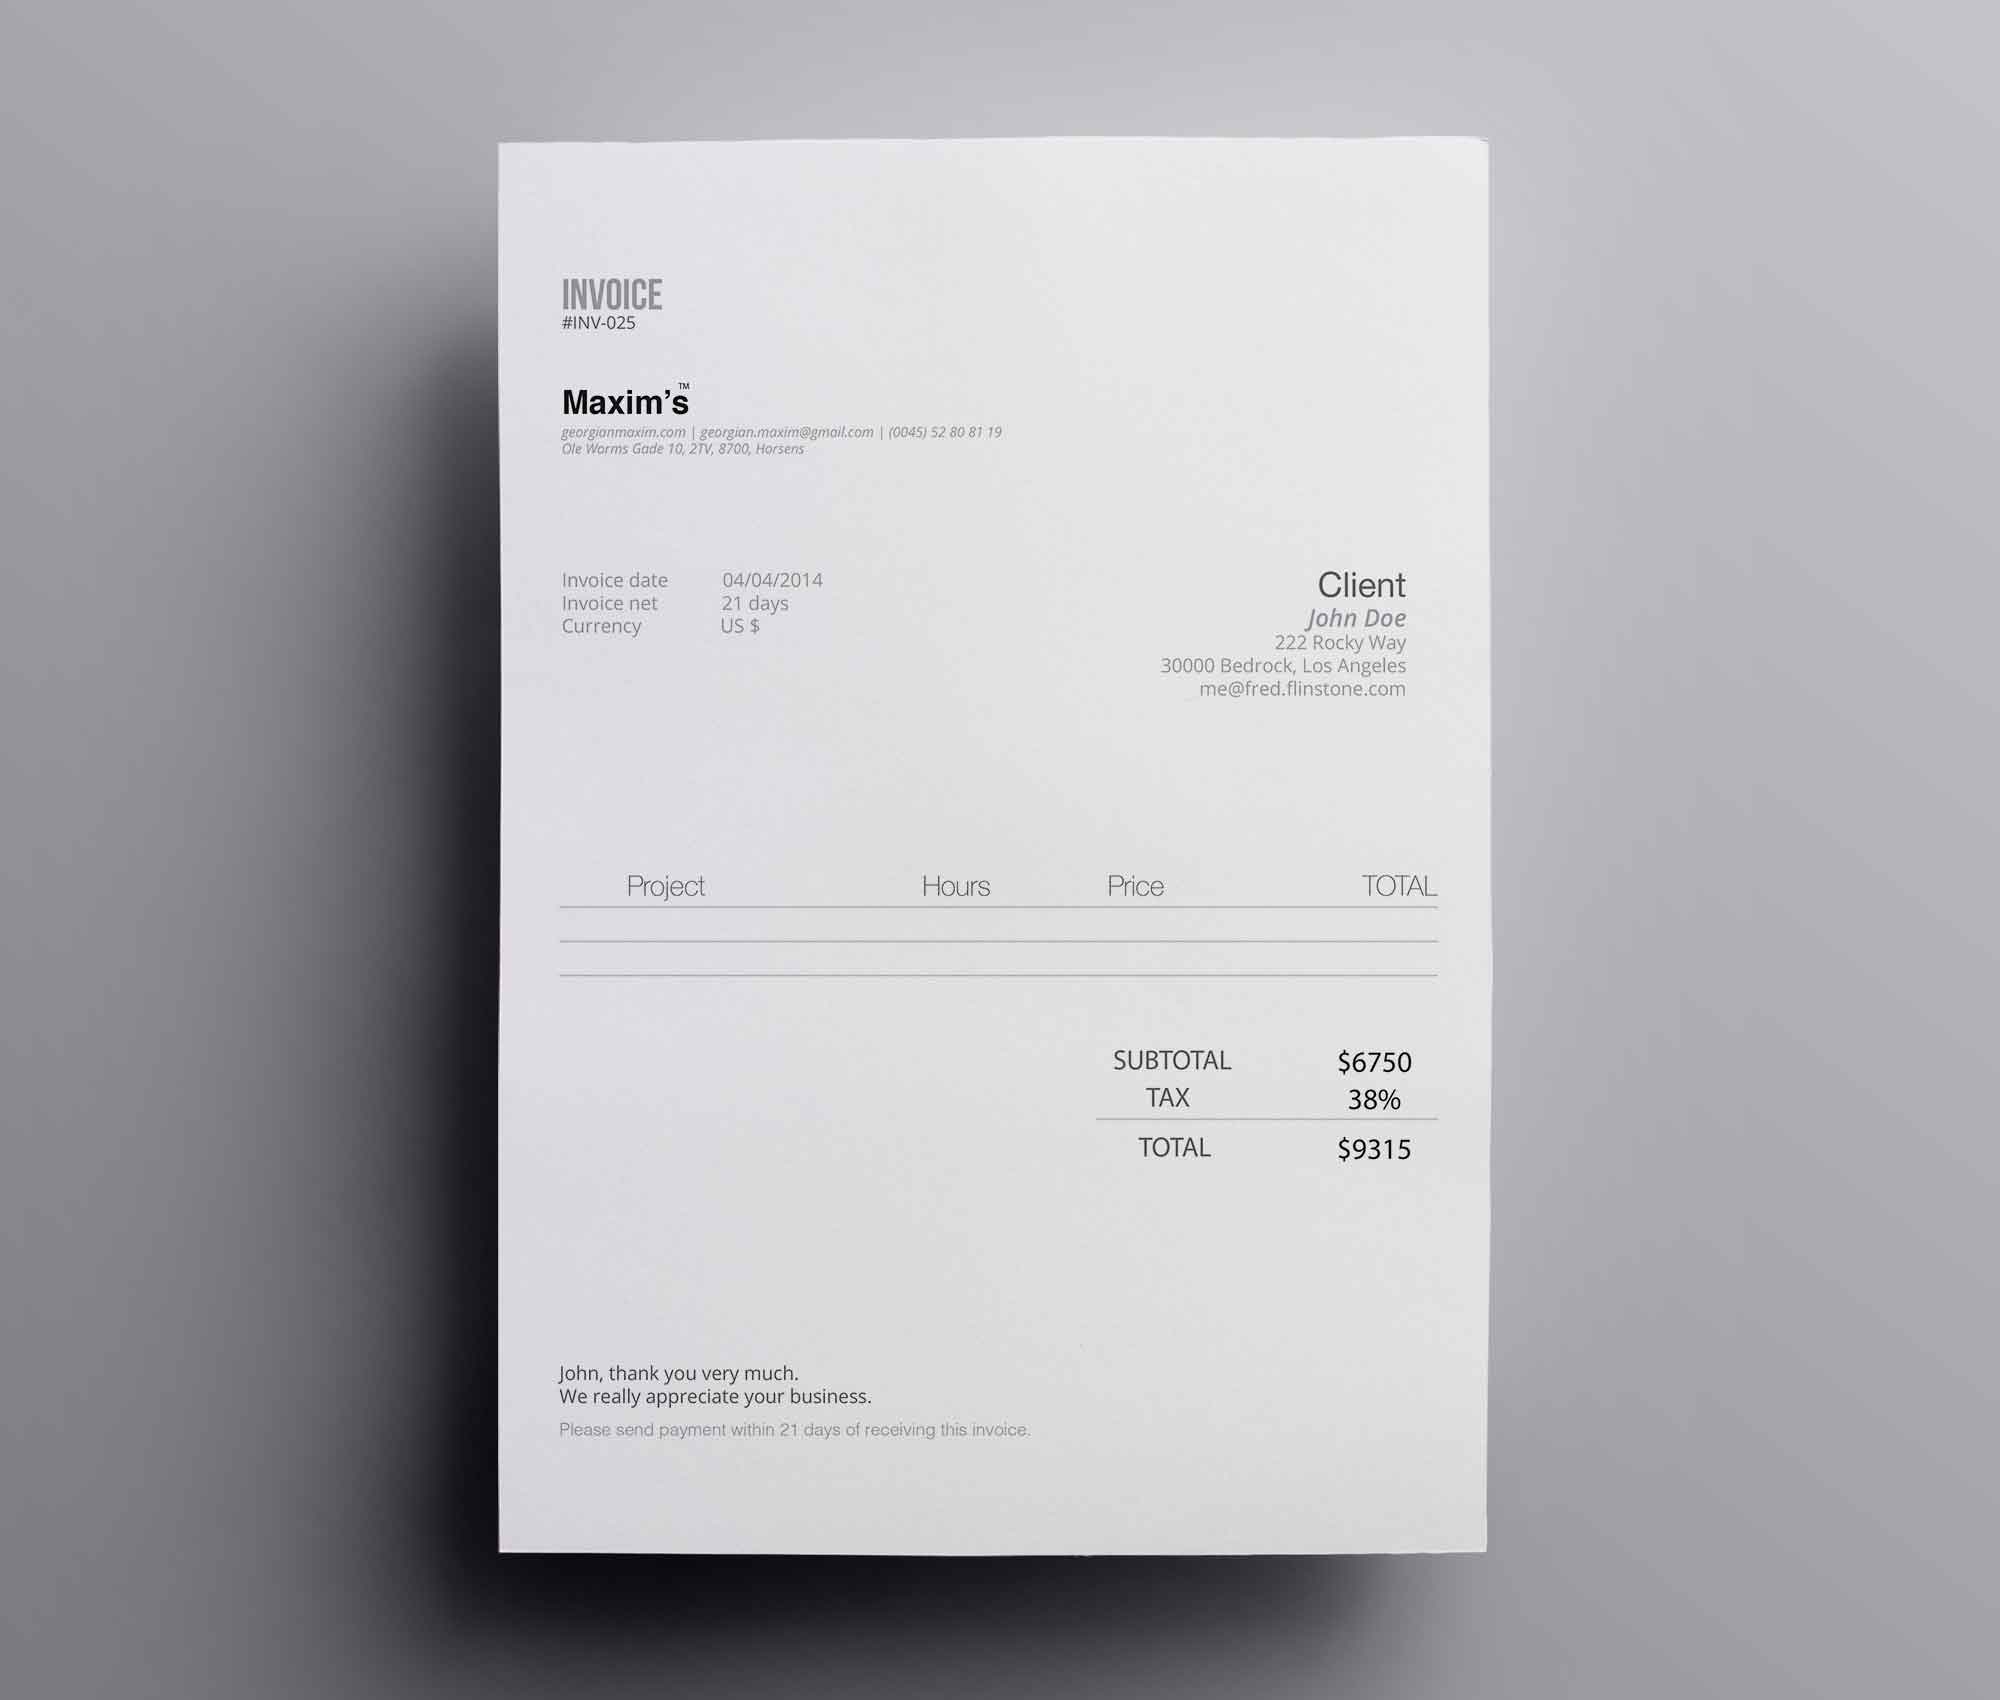 INVOICE
#INV-025
Maxim's™
georgianmaxim.com | georgian.maxim@gmail.com | (0045) 52 80 81 19
Ole Worms Gade 10, 2TV, 8700, Horsens
Invoice date 04/04/2014
Invoice net 21 days
Currency US $
Client
John Doe
222 Rocky Way
30000 Bedrock, Los Angeles
me@fred.flinstone.com
Project Hours Price TOTAL
SUBTOTAL $6750
TAX 38%
TOTAL $9315
John, thank you very much.
We really appreciate your business.
Please send payment within 21 days of receiving this invoice.